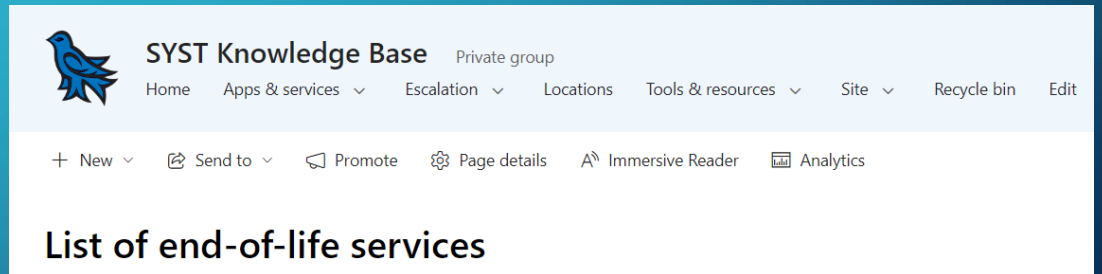 SYST Knowledge Base Private group
Home Apps & services Escalation Locations Tools & resources Site Recycle bin Edit
New Send to Promote Page details Immersive Reader Analytics
List of end-of-life services